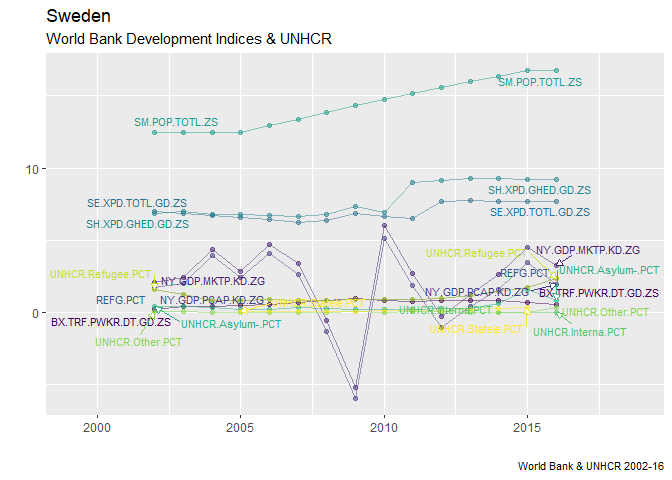 Sweden
World Bank Development Indices & UNHCR
SM.POP.TOTL.ZS
SM.POP.TOTL.ZS
10
SE.XPD.TOTL.GD.ZS
SH.XPD.GHED.GE.ZS
SH.XPD.GHED.GE.ZS
SE.XPD.TOTL.GD.ZS
UNHCR.Refugee.PCT
NY.GDP.MKTP.KD.ZG
UNHCR.Refugee.PCT
NY.GDP.MKTP.KD.ZG
REFG.PCT
UNHCR.Asylum-.PCT
REFG.PCT
NY.GDP.PCAP.KD.ZG
NY.GDP.PCAP.KD.ZG
BX.TRF.PWKR.DT.GD.ZS
0
BX.TRF.PWKR.DT.GD.ZS
UNHCR.Asylum-.PCT
UNHCR.Other.PCT
UNHCR.Other.PCT
UNHCR.Statele.PCT
UNHCR.Interna.PCT
2000
2005
2010
2015
World Bank & UNHCR 2002-16